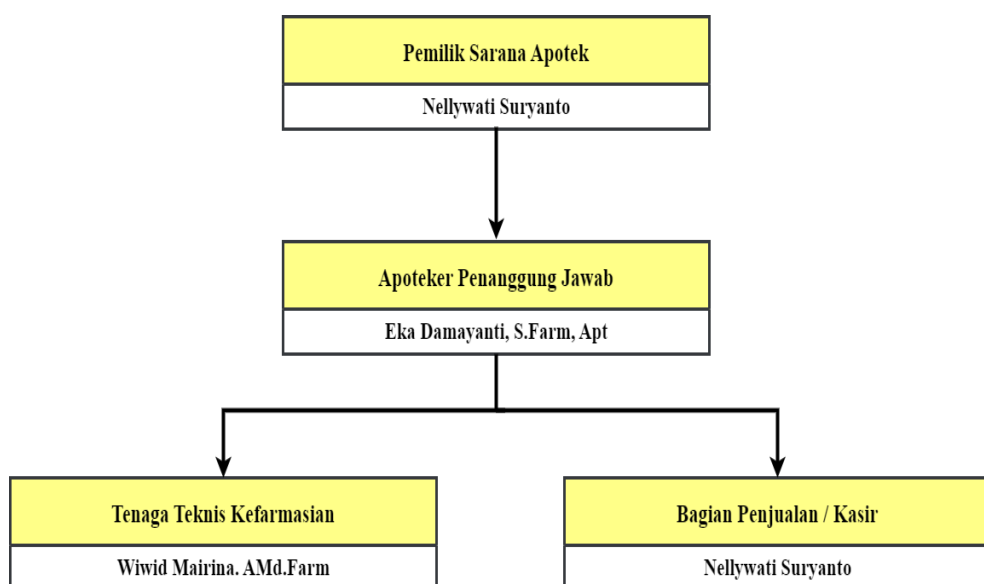 Pemilik Sarana Apotek
Nellywati Suryanto
Apoteker Penanggung Jawab
Eka Damayanti, S.Farm, Apt
Tenaga Teknis Kefarmasian
Wiwid Mairina. AMd.Farm
Bagian Penjualan / Kasir
Nellywati Suryanto